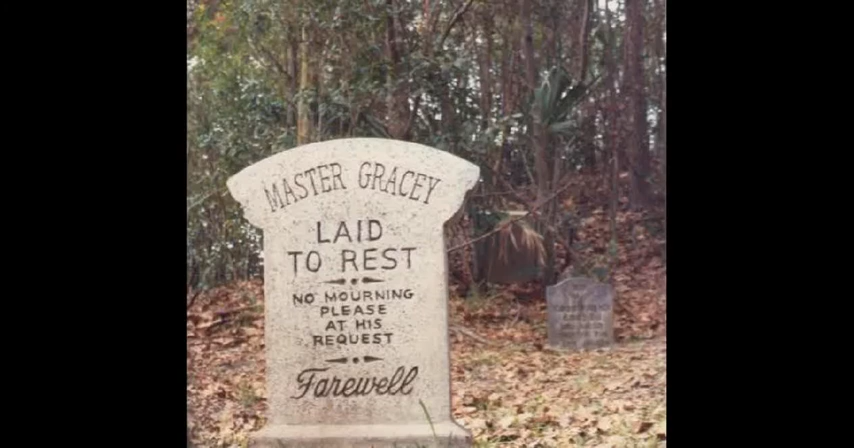 MASTER GRACEY
LAID
TO REST
NO MOURNING
PLEASE
AT HIS
REQUEST
Farewell